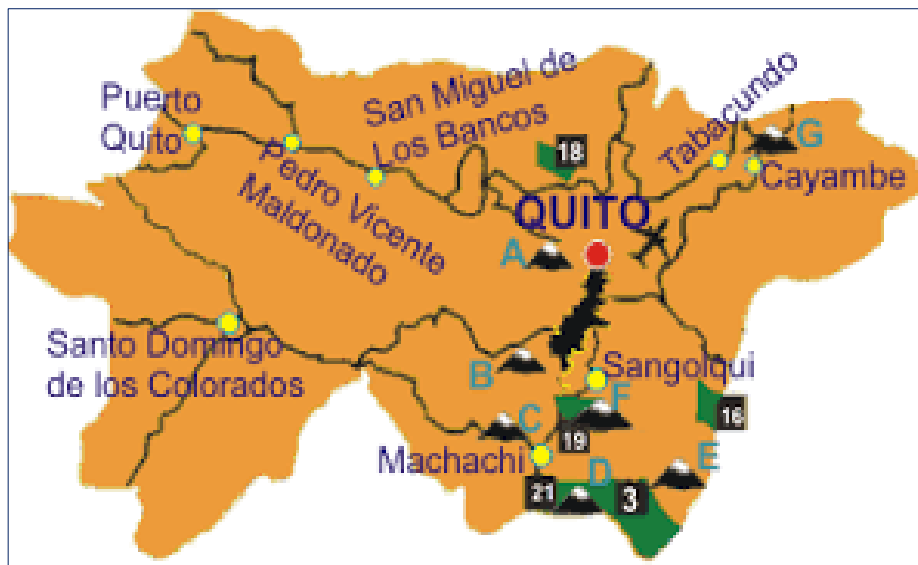 Puerto
Quito
San Miguel de
Los Bancos
Pedro Vicente
Maldonado
18
Tabacundo
G
Cayambe
QUITO
A
Santo Domingo
de los Colorados
B
Sangolqui
C
F
19
16
Machachi
D
E
21
3